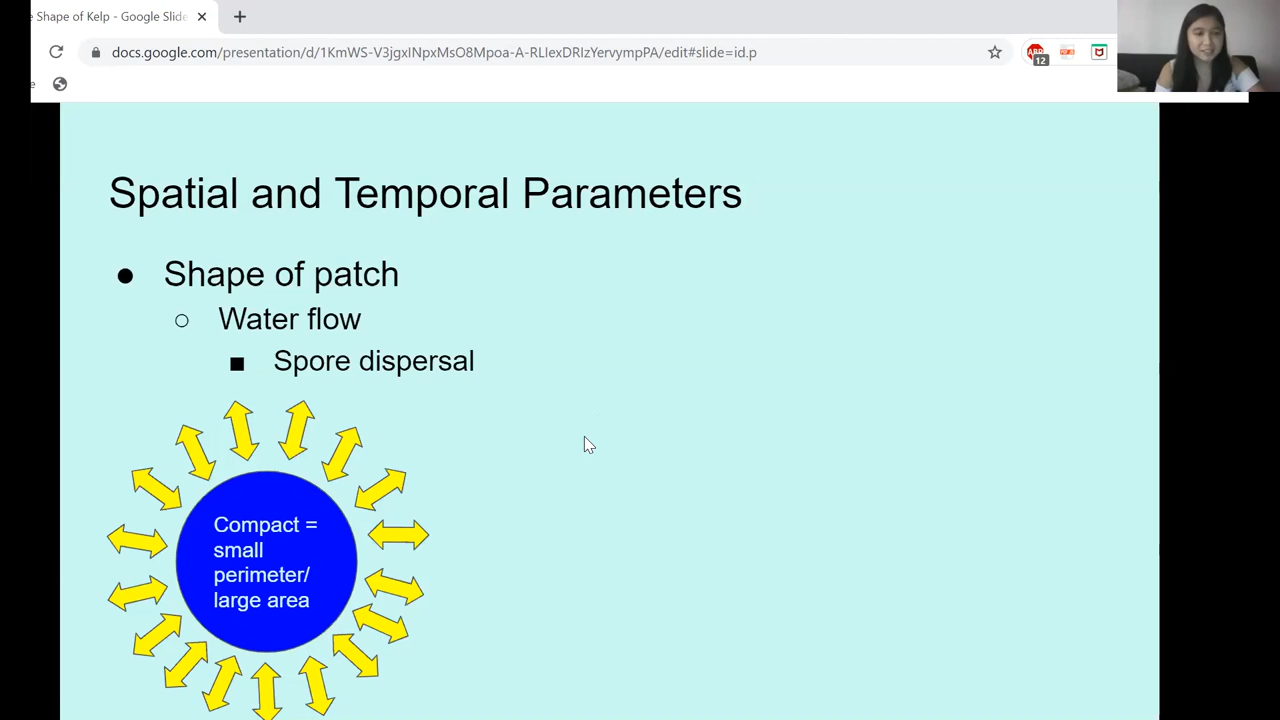 e Shape of Kelp - Google Slide
docs.google.com/presentation/d/1KmWS-V3jgxINpxMsO8Mpoa-A-RLIexDRIzYervympPA/edit#slide=id.p
12
e
Spatial and Temporal Parameters
● Shape of patch
○ Water flow
■ Spore dispersal
Compact =
small
perimeter/
large area